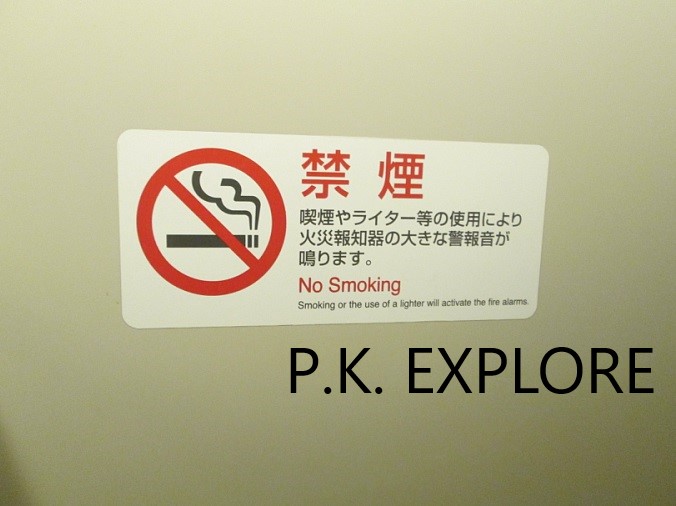 禁煙
喫煙やライター等の使用により
火災報知器の大きな警報音が
鳴ります。
No Smoking
Smoking or the use of a lighter will activate the fire alarms.
P.K. EXPLORE